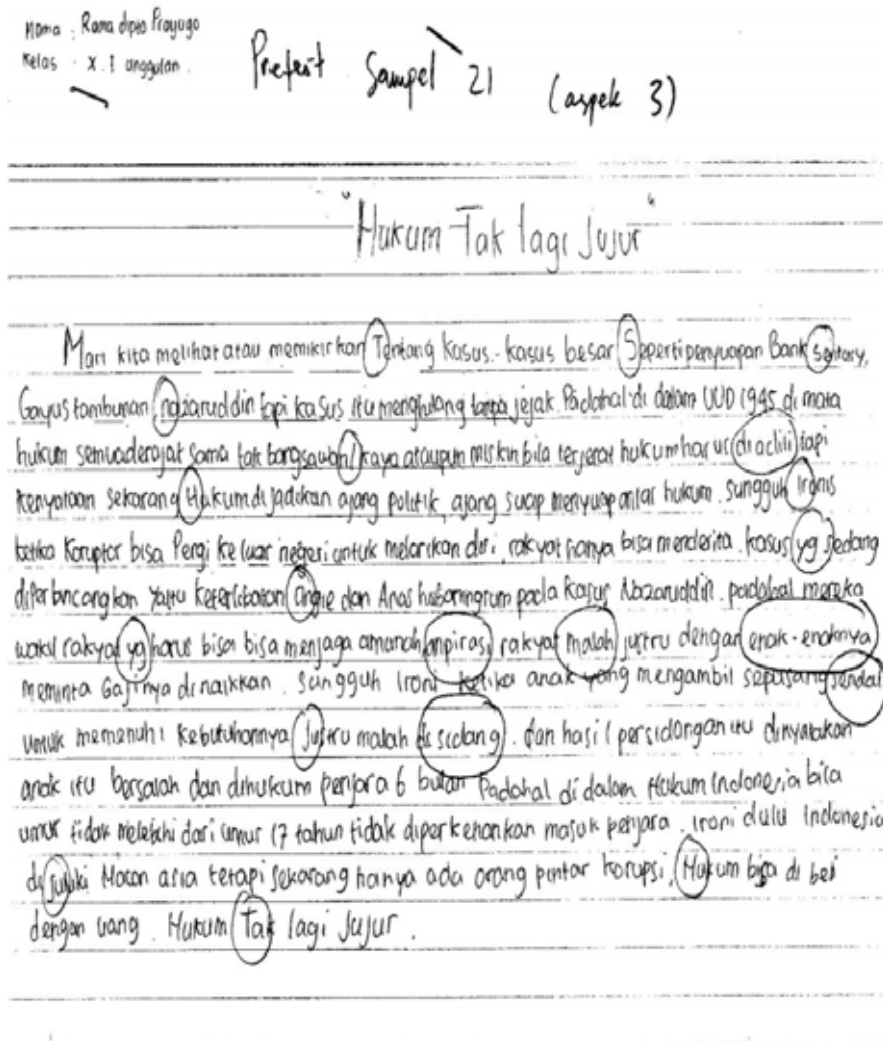 Nama : Rama dipto Prayugo
Kelas : X. I anggulan.
Pretest Sampel 21 (aspek 3)
"Hukum Tak lagi Jujur"
Mari kita melihat atau memikirkan Tentang Kasus-kasus besar Seperti penyuapan Bank sentory,
Gayus tambunan, nazaruddin tapi kasus itu menghilang tanpa jejak. Padahal di dalam UUD 1945 di mata
hukum semua derajat sama tak bangsawan / kaya ataupun miskin bila terjerat hukum harus di adili tapi
kenyataan sekarang Hukum di jadikan ajang politik, ajang suap menyuap antar hukum. sungguh ironis
ketika Koruptor bisa Pergi ke luar negeri untuk melarikan diri, rakyat hanya bisa menderita. kasus yg sedang
diperbincangkan yaitu keterlibatan angie dan Anas hubaningrum pada Kasus Nazaruddin. padahal mereka
wakil rakyat yg harus bisa bisa menjaga amanah anpirasi rakyat malah justru dengan enak-enaknya
meminta Gajinya dinaikkan. Sungguh Ironi ketika anak yang mengambil sepasang sendal
untuk memenuhi kebutuhannya justru malah di sidang. dan hasil persidangan itu dinyatakan
anak itu bersalah dan dihukum penjara 6 bulan Padahal di dalam Hukum Indonesia bila
umur tidak melebihi dari umur 17 tahun tidak diperkenankan masuk penjara. Ironi dulu Indonesia
di juluki Macan asia tetapi sekarang hanya ada orang pintar korupsi, Hukum bisa di beli
dengan uang. Hukum Tak lagi Jujur.